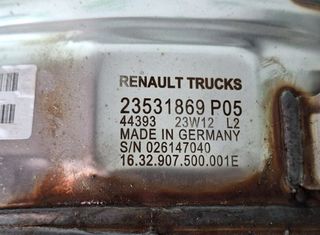 RENAULT TRUCKS
23531869 P05
44393 23W12 L2
MADE IN GERMANY
S/N 026147040
16.32.907.500.001E